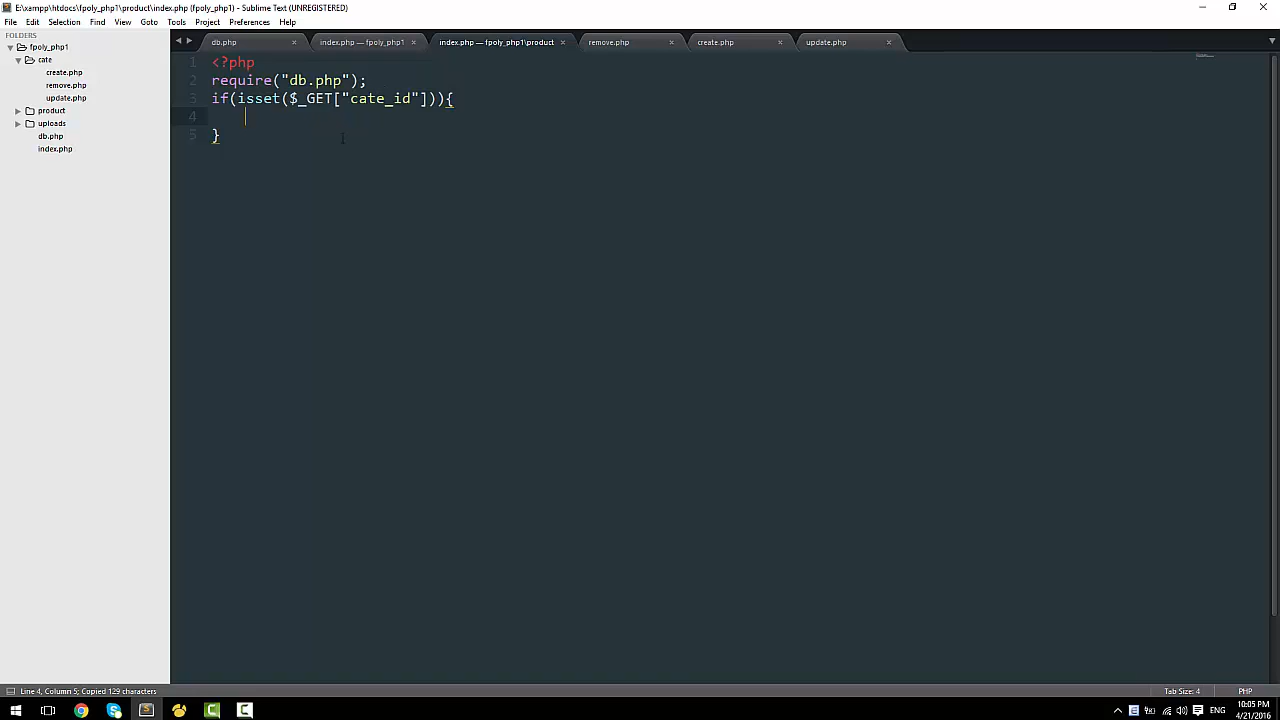 E:\xampp\htdocs\fpoly_php1\product\index.php (fpoly_php1) - Sublime Text (UNREGISTERED)
File Edit Selection Find View Goto Tools Project Preferences Help
FOLDERS
fpoly_php1
cate
create.php
remove.php
update.php
product
uploads
db.php
index.php
db.php × index.php — fpoly_php1 × index.php — fpoly_php1\product × remove.php × create.php × update.php ×
1 <?php
2 require("db.php");
3 if(isset($_GET["cate_id"])){
4
5 }
Line 4, Column 5; Copied 129 characters
Tab Size: 4 PHP
ENG
10:05 PM
4/21/2016